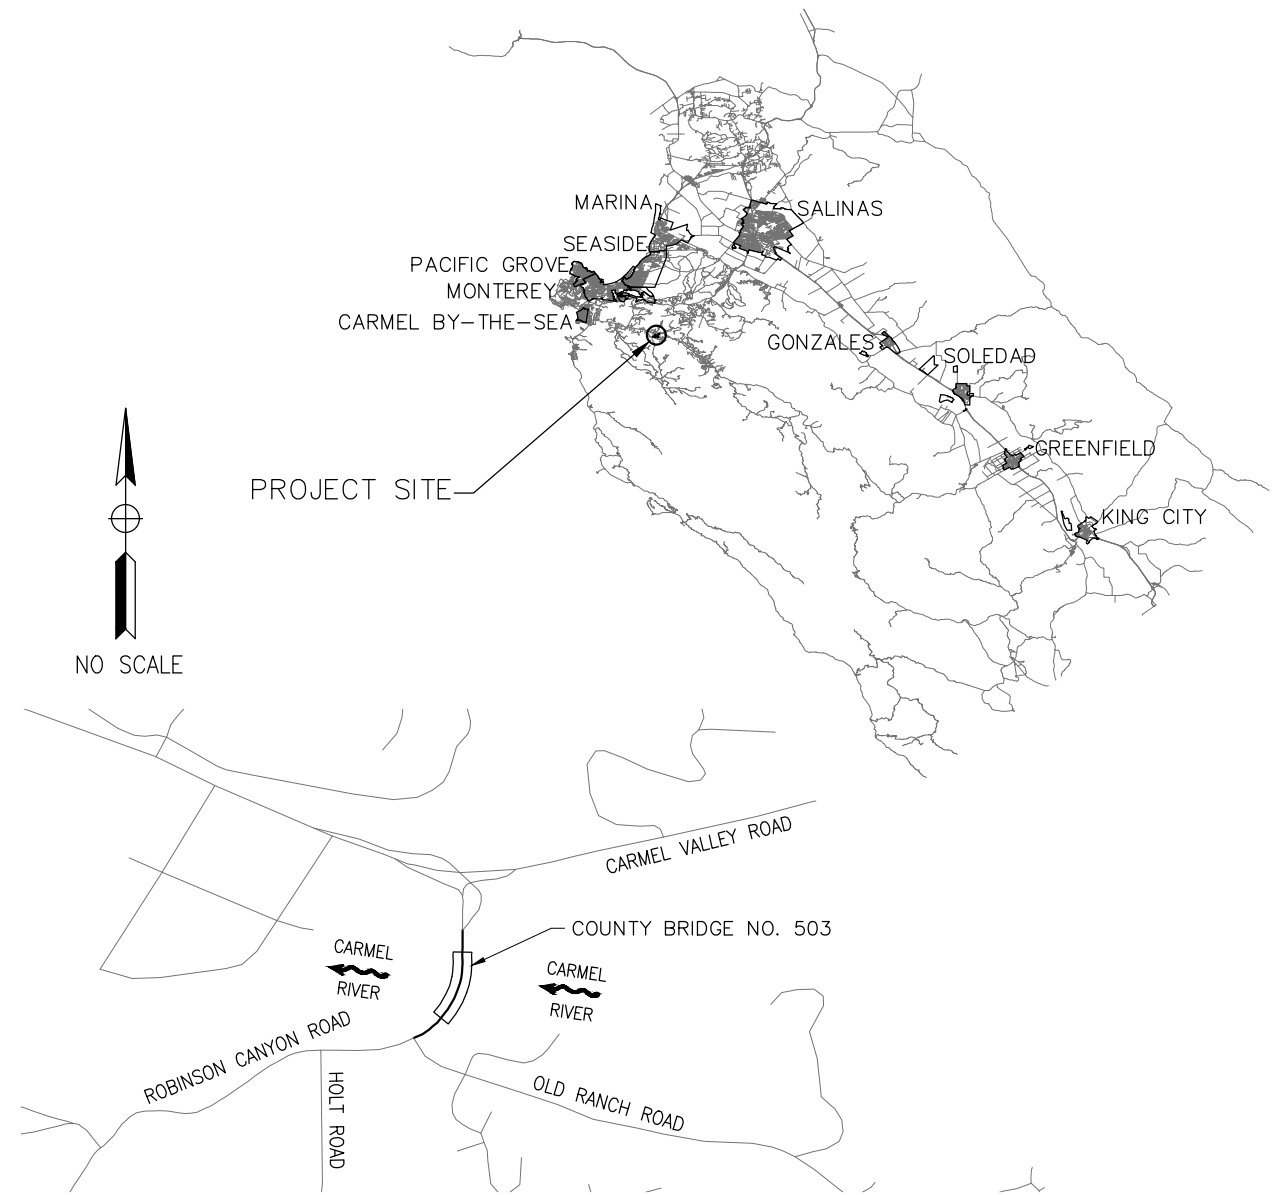 MARINA
SALINAS
SEASIDE
PACIFIC GROVE
MONTEREY
CARMEL BY-THE-SEA
GONZALES
SOLEDAD
GREENFIELD
PROJECT SITE
KING CITY
NO SCALE
CARMEL VALLEY ROAD
COUNTY BRIDGE NO. 503
CARMEL
RIVER
CARMEL
RIVER
ROBINSON CANYON ROAD
HOLT ROAD
OLD RANCH ROAD